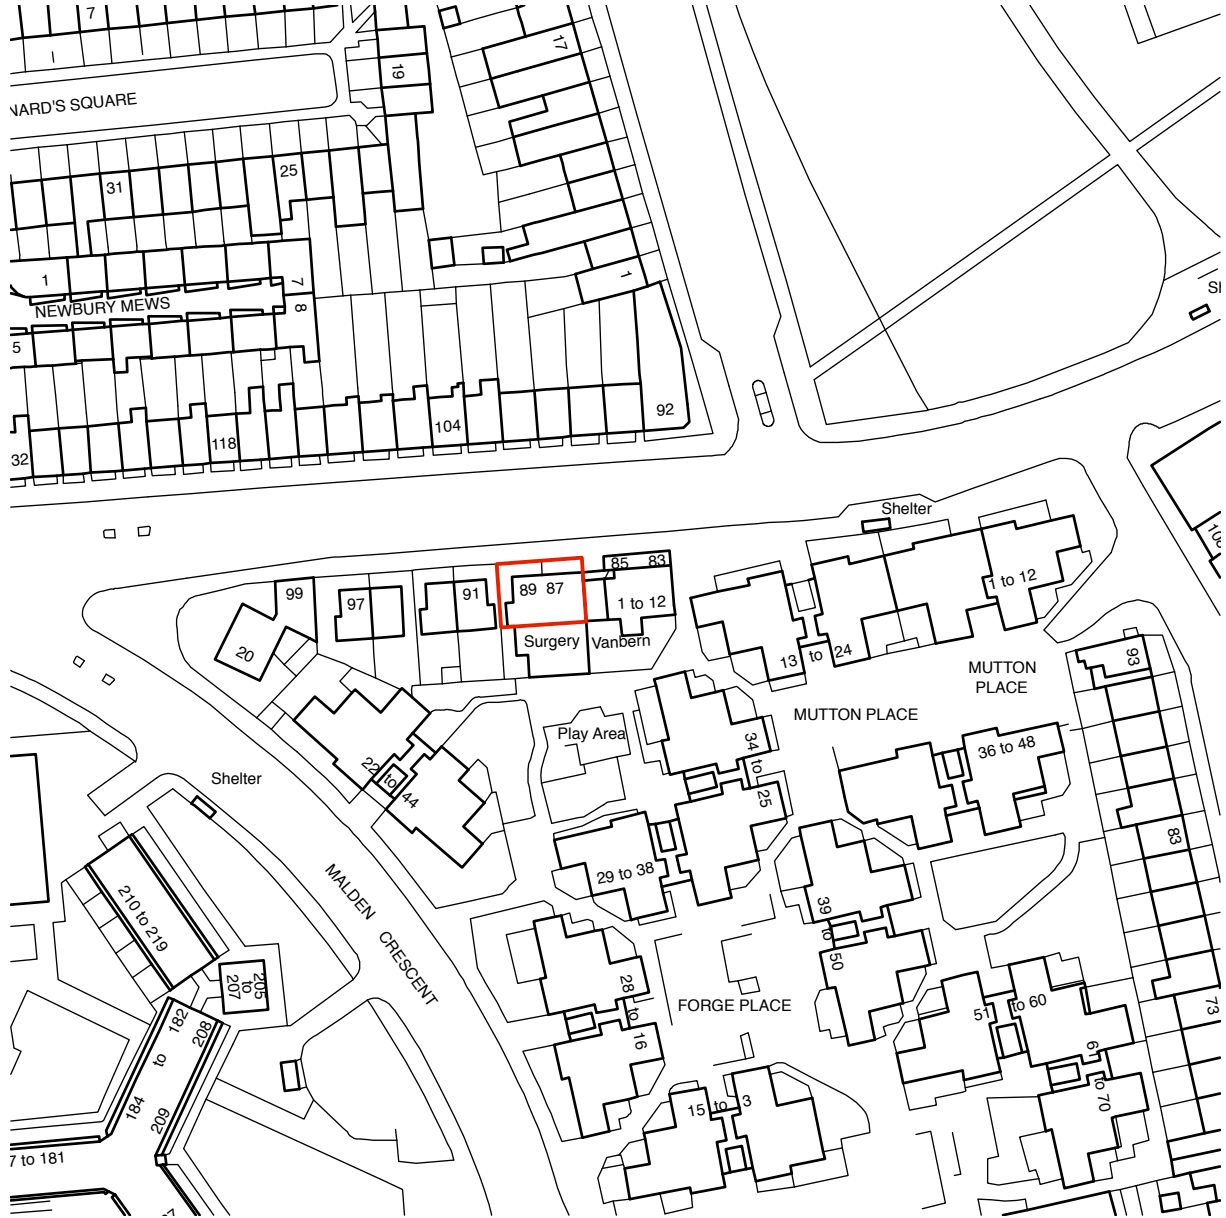 7
17
19
NARD'S SQUARE
31
25
1
7
1
NEWBURY MEWS
8
5
SH
92
104
118
32
Shelter
108
85 83
99
97
91
89 87
1 to 12
1 to 12
20
Surgery
Vanbern
13 to 24
93
MUTTON
PLACE
MUTTON PLACE
Play Area
34 to 25
36 to 48
22 to 44
Shelter
83
29 to 38
MALDEN CRESCENT
210 to 219
39 to 50
205
to
207
28 to 16
FORGE PLACE
51 to 60
73
182
208
to
184
209
61 to 70
15 to 3
7 to 181